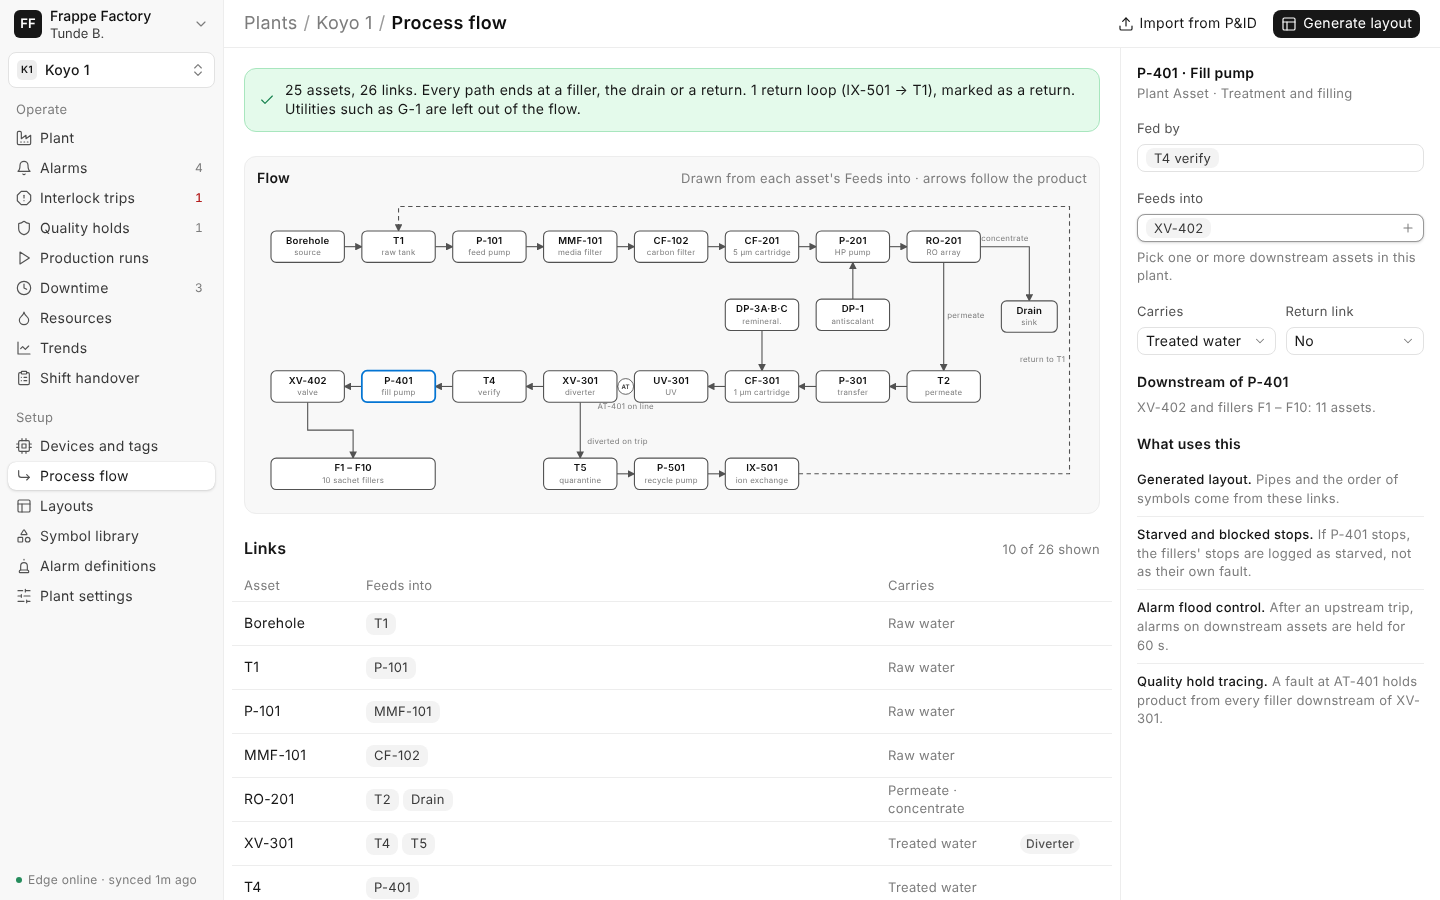 FF
Frappe Factory
Tunde B.
K1
Koyo 1
Operate
Plant
Alarms 4
Interlock trips 1
Quality holds 1
Production runs
Downtime 3
Resources
Trends
Shift handover
Setup
Devices and tags
Process flow
Layouts
Symbol library
Alarm definitions
Plant settings
Edge online · synced 1m ago
Plants / Koyo 1 / Process flow
Import from P&ID
Generate layout
25 assets, 26 links. Every path ends at a filler, the drain or a return. 1 return loop (IX-501 → T1), marked as a return.
Utilities such as G-1 are left out of the flow.
Flow
Drawn from each asset's Feeds into · arrows follow the product
Borehole
source
T1
raw tank
P-101
feed pump
MMF-101
media filter
CF-102
carbon filter
CF-201
5 µm cartridge
P-201
HP pump
RO-201
RO array
concentrate
DP-3A·B·C
remineral.
DP-1
antiscalant
permeate
Drain
sink
return to T1
XV-402
valve
P-401
fill pump
T4
verify
XV-301
diverter
AT
UV-301
UV
CF-301
1 µm cartridge
P-301
transfer
T2
permeate
AT-401 on line
diverted on trip
F1 – F10
10 sachet fillers
T5
quarantine
P-501
recycle pump
IX-501
ion exchange
Links
10 of 26 shown
Asset Feeds into Carries
Borehole T1 Raw water
T1 P-101 Raw water
P-101 MMF-101 Raw water
MMF-101 CF-102 Raw water
RO-201 T2 Drain Permeate ·
concentrate
XV-301 T4 T5 Treated water Diverter
T4 P-401 Treated water
P-401 · Fill pump
Plant Asset · Treatment and filling
Fed by
T4 verify
Feeds into
XV-402 +
Pick one or more downstream assets in this
plant.
Carries Return link
Treated water No
Downstream of P-401
XV-402 and fillers F1 – F10: 11 assets.
What uses this
Generated layout. Pipes and the order of
symbols come from these links.
Starved and blocked stops. If P-401 stops,
the fillers' stops are logged as starved, not
as their own fault.
Alarm flood control. After an upstream trip,
alarms on downstream assets are held for
60 s.
Quality hold tracing. A fault at AT-401 holds
product from every filler downstream of XV-
301.